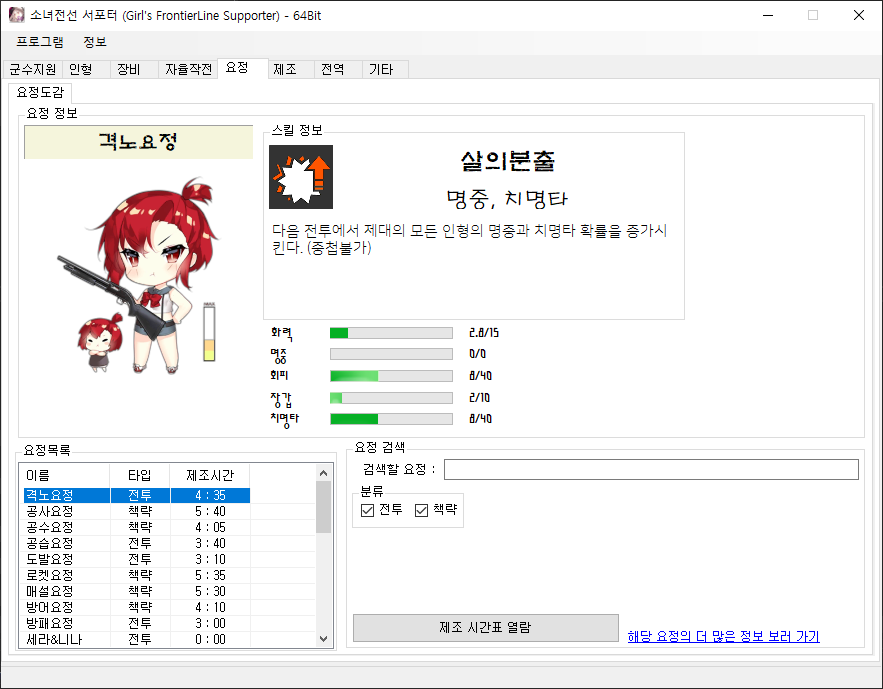 소녀전선 서포터 (Girl's FrontierLine Supporter) - 64Bit
프로그램 정보
군수지원 인형 장비 자율작전 요정 제조 전역 기타
요정도감
요정 정보
격노요정
스킬 정보
살의분출
명중, 치명타
다음 전투에서 제대의 모든 인형의 명중과 치명타 확률을 증가시
킨다. (중첩불가)
화력 2.8/15
명중 0/0
회피 8/40
장갑 2/10
치명타 8/40
요정목록
이름 타입 제조시간
격노요정 전투 4 : 35
공사요정 책략 5 : 40
공수요정 책략 4 : 05
공습요정 전투 3 : 40
도발요정 전투 3 : 10
로켓요정 책략 5 : 35
매설요정 책략 5 : 30
방어요정 책략 4 : 10
방패요정 전투 3 : 00
세라&니나 전투 0 : 00
요정 검색
검색할 요정 :
분류
전투 책략
제조 시간표 열람
해당 요정의 더 많은 정보 보러 가기